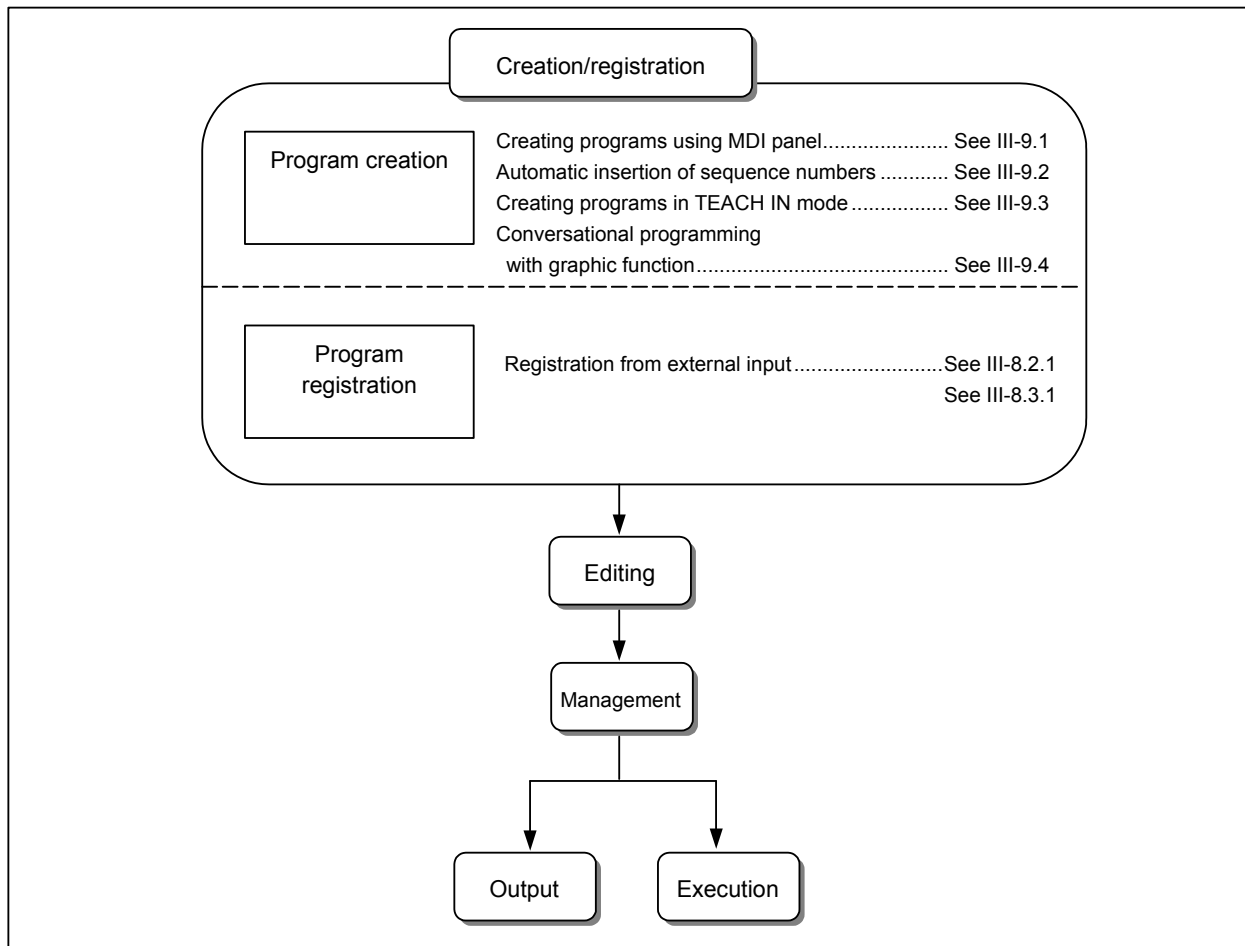 Creation/registration
Program creation
Creating programs using MDI panel...................... See III-9.1
Automatic insertion of sequence numbers ............ See III-9.2
Creating programs in TEACH IN mode ................. See III-9.3
Conversational programming
with graphic function............................................ See III-9.4
Program
registration
Registration from external input..........................See III-8.2.1
See III-8.3.1
Editing
Management
Output
Execution